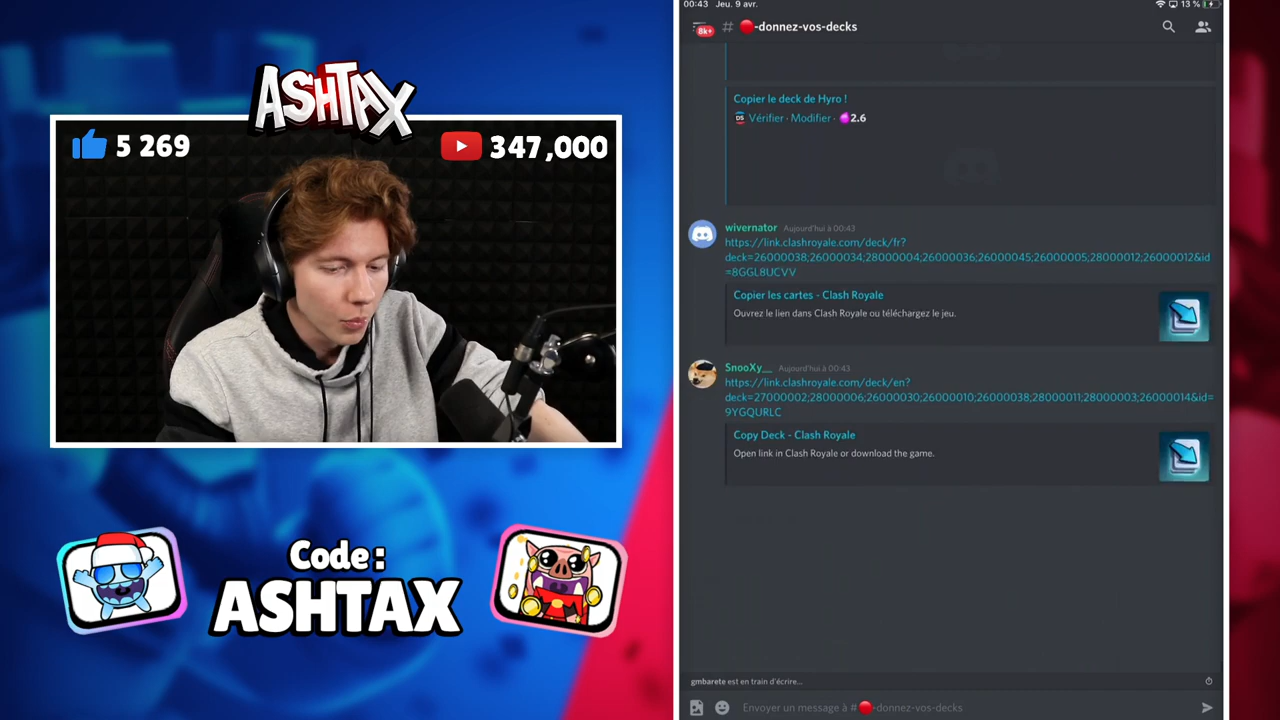 ASHTAX
5 269
347,000
Code :
ASHTAX
00:43 Jeu. 9 avr.
13 %
8k+
# 🔴-donnez-vos-decks
Copier le deck de Hyro !
DS Vérifier · Modifier · 2.6
wivernator Aujourd'hui à 00:43
https://link.clashroyale.com/deck/fr?
deck=26000038;26000034;28000004;26000036;26000045;26000005;28000012;26000012&id
=8GGL8UCVV
Copier les cartes - Clash Royale
Ouvrez le lien dans Clash Royale ou téléchargez le jeu.
SnooXy__ Aujourd'hui à 00:43
https://link.clashroyale.com/deck/en?
deck=27000002;28000006;26000030;26000010;26000038;28000011;28000003;26000014&id=
9YGQURLC
Copy Deck - Clash Royale
Open link in Clash Royale or download the game.
gmbarete est en train d'écrire...
Envoyer un message à #🔴-donnez-vos-decks